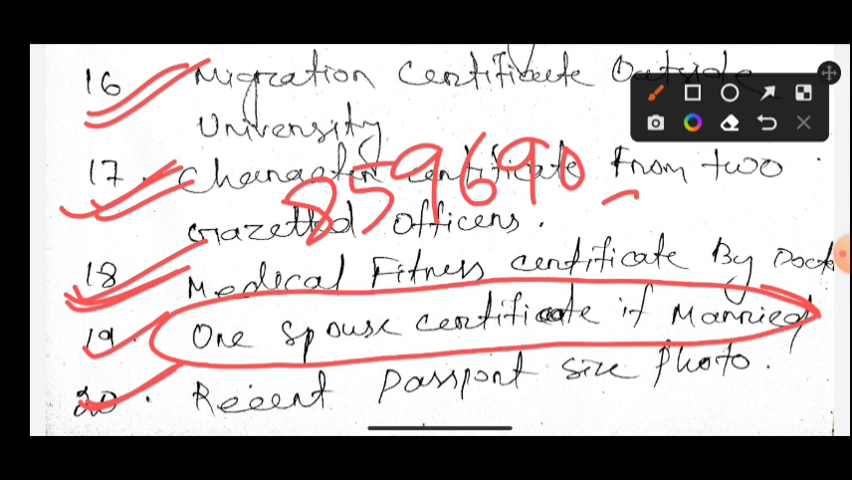 16 Migration Certificate Outside
University
17. Character Certificate From two
859690
Gazetted officers.
18 Medical Fitness certificate By Doct
19. One spouse certificate if Married
20. Recent passport size photo.